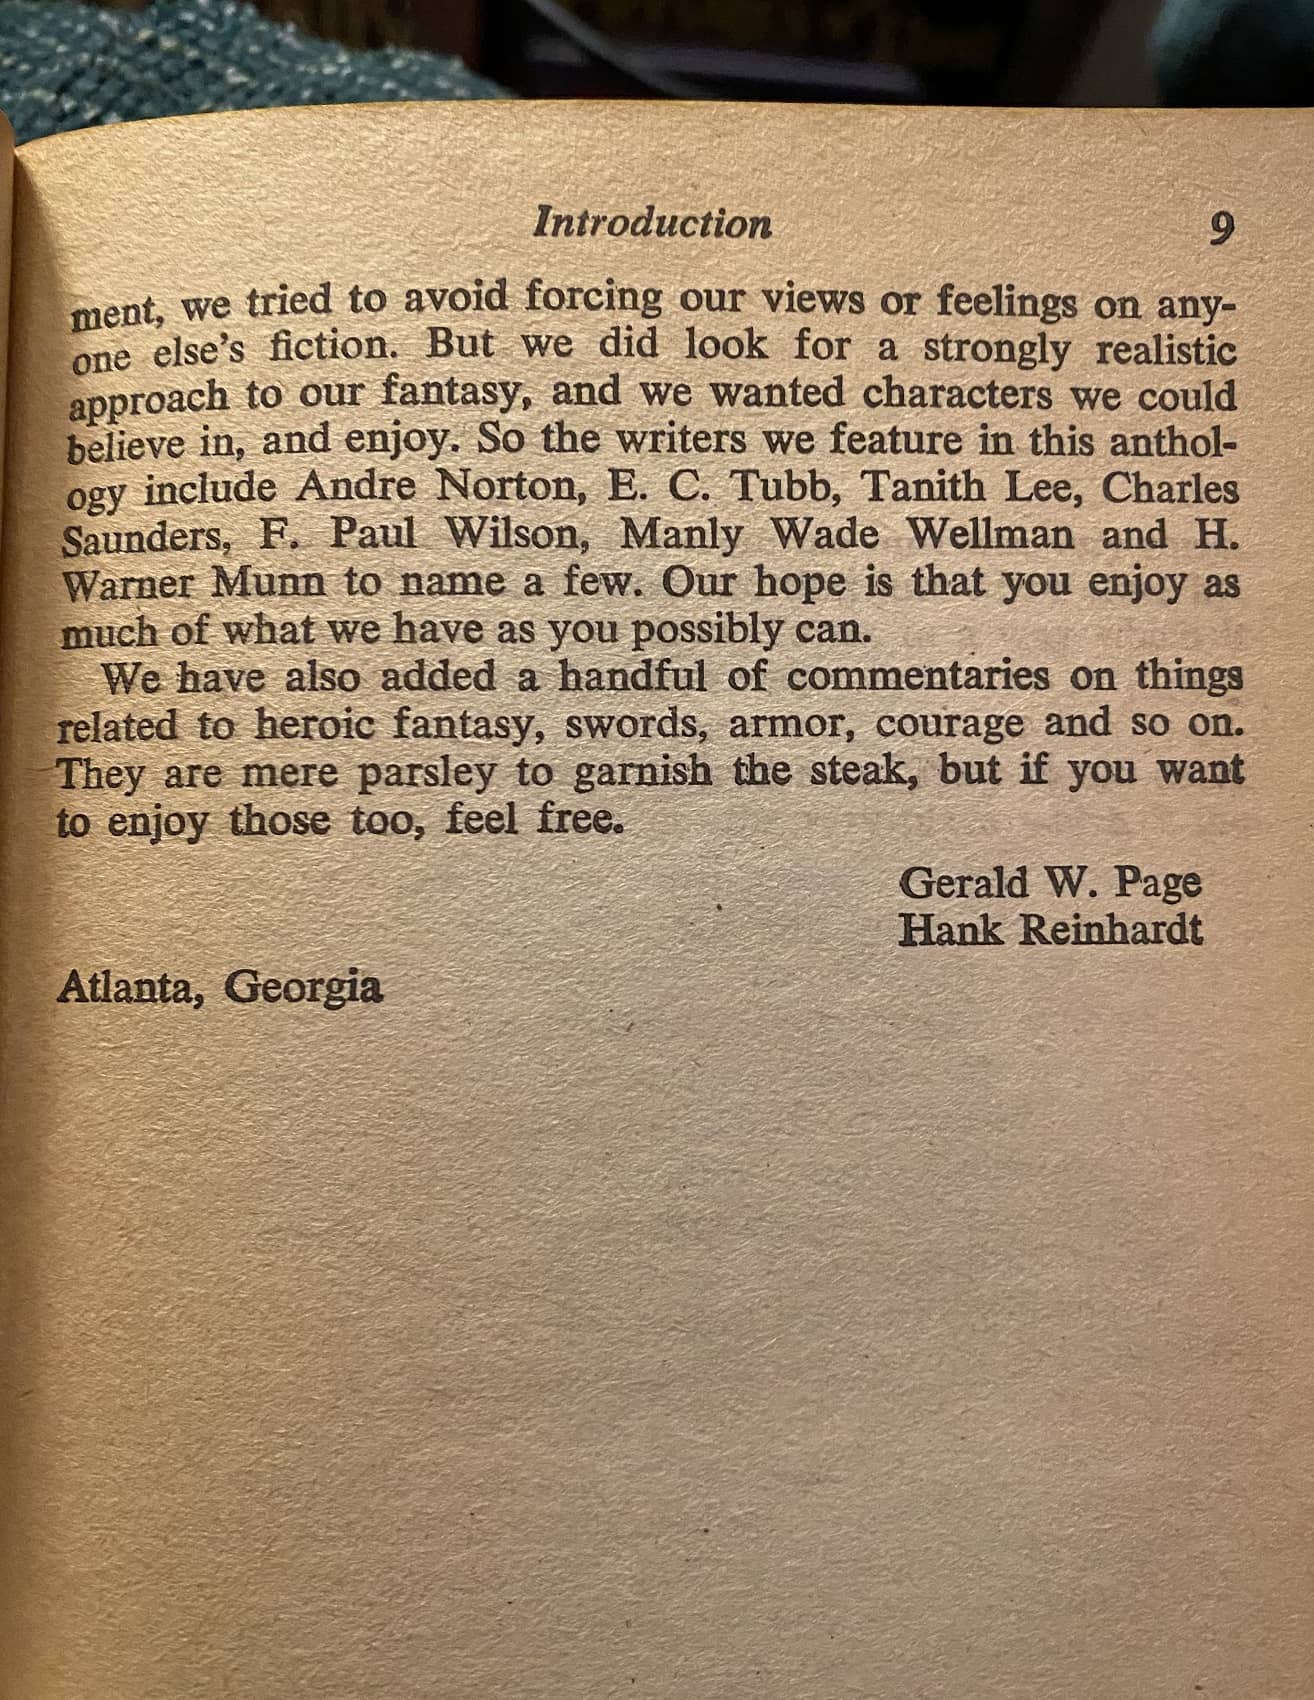 Introduction 9
ment, we tried to avoid forcing our views or feelings on any-
one else's fiction. But we did look for a strongly realistic
approach to our fantasy, and we wanted characters we could
believe in, and enjoy. So the writers we feature in this anthol-
ogy include Andre Norton, E. C. Tubb, Tanith Lee, Charles
Saunders, F. Paul Wilson, Manly Wade Wellman and H.
Warner Munn to name a few. Our hope is that you enjoy as
much of what we have as you possibly can.
We have also added a handful of commentaries on things
related to heroic fantasy, swords, armor, courage and so on.
They are mere parsley to garnish the steak, but if you want
to enjoy those too, feel free.
Gerald W. Page
Hank Reinhardt
Atlanta, Georgia